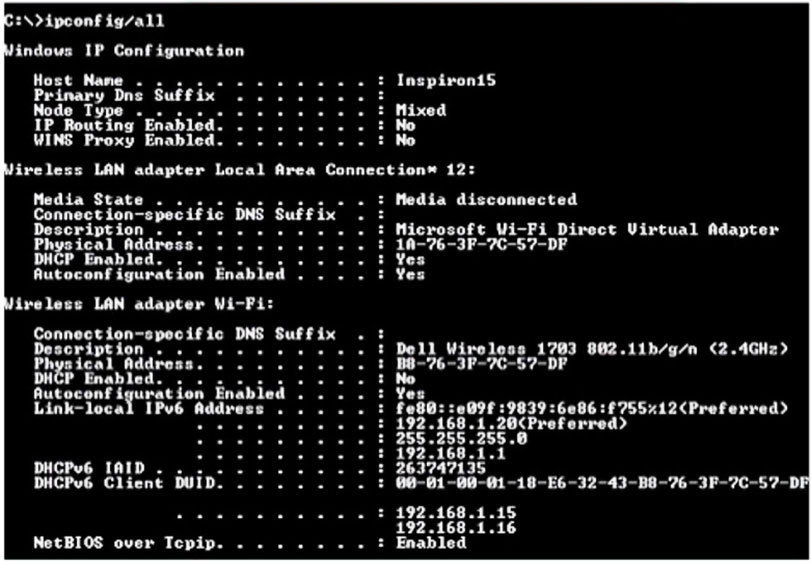 C:\>ipconfig/all
Windows IP Configuration
Host Name . . . . . . . . . . . . : Inspiron15
Primary Dns Suffix . . . . . . . :
Node Type . . . . . . . . . . . . : Mixed
IP Routing Enabled. . . . . . . . : No
WINS Proxy Enabled. . . . . . . . : No
Wireless LAN adapter Local Area Connection* 12:
Media State . . . . . . . . . . . : Media disconnected
Connection-specific DNS Suffix . :
Description . . . . . . . . . . . : Microsoft Wi-Fi Direct Virtual Adapter
Physical Address. . . . . . . . . : 1A-76-3F-7C-57-DF
DHCP Enabled. . . . . . . . . . . : Yes
Autoconfiguration Enabled . . . . : Yes
Wireless LAN adapter Wi-Fi:
Connection-specific DNS Suffix . :
Description . . . . . . . . . . . : Dell Wireless 1703 802.11b/g/n (2.4GHz)
Physical Address. . . . . . . . . : B8-76-3F-7C-57-DF
DHCP Enabled. . . . . . . . . . . : No
Autoconfiguration Enabled . . . . : Yes
Link-local IPv6 Address . . . . . : fe80::e09f:9839:6e86:f755%12(Preferred)
. . . . . . . : 192.168.1.20(Preferred)
. . . . . . . : 255.255.255.0
. . . . . . . : 192.168.1.1
DHCPv6 IAID . . . . . . . . . . . : 263747135
DHCPv6 Client DUID. . . . . . . . : 00-01-00-01-18-E6-32-43-B8-76-3F-7C-57-DF
. . . . . . . . : 192.168.1.15
192.168.1.16
NetBIOS over Tcpip. . . . . . . . : Enabled